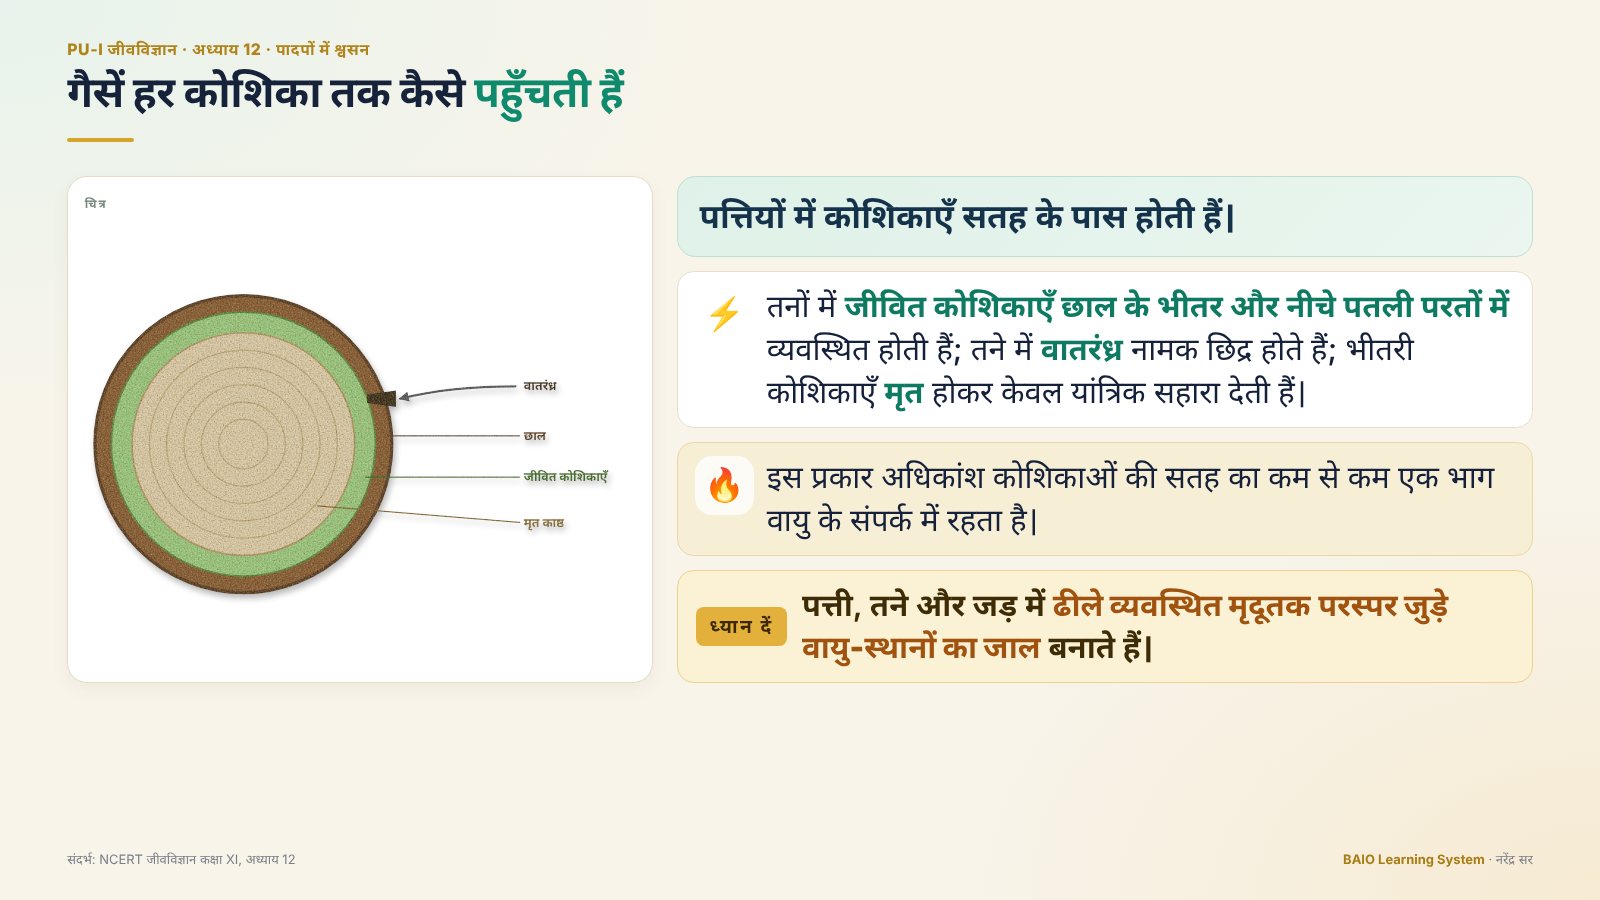 PU-I जीवविज्ञान · अध्याय 12 · पादपों में श्वसन
गैसें हर कोशिका तक कैसे पहुँचती हैं
चित्र
वातरंध्र
छाल
जीवित कोशिकाएँ
मृत काष्ठ
पत्तियों में कोशिकाएँ सतह के पास होती हैं|
तनों में जीवित कोशिकाएँ छाल के भीतर और नीचे पतली परतों में
व्यवस्थित होती हैं; तने में वातरंध्र नामक छिद्र होते हैं; भीतरी
कोशिकाएँ मृत होकर केवल यांत्रिक सहारा देती हैं|
इस प्रकार अधिकांश कोशिकाओं की सतह का कम से कम एक भाग
वायु के संपर्क में रहता है|
ध्यान दें
पत्ती, तने और जड़ में ढीले व्यवस्थित मृदूतक परस्पर जुड़े
वायु-स्थानों का जाल बनाते हैं|
संदर्भ: NCERT जीवविज्ञान कक्षा XI, अध्याय 12
BAIO Learning System · नरेंद्र सर